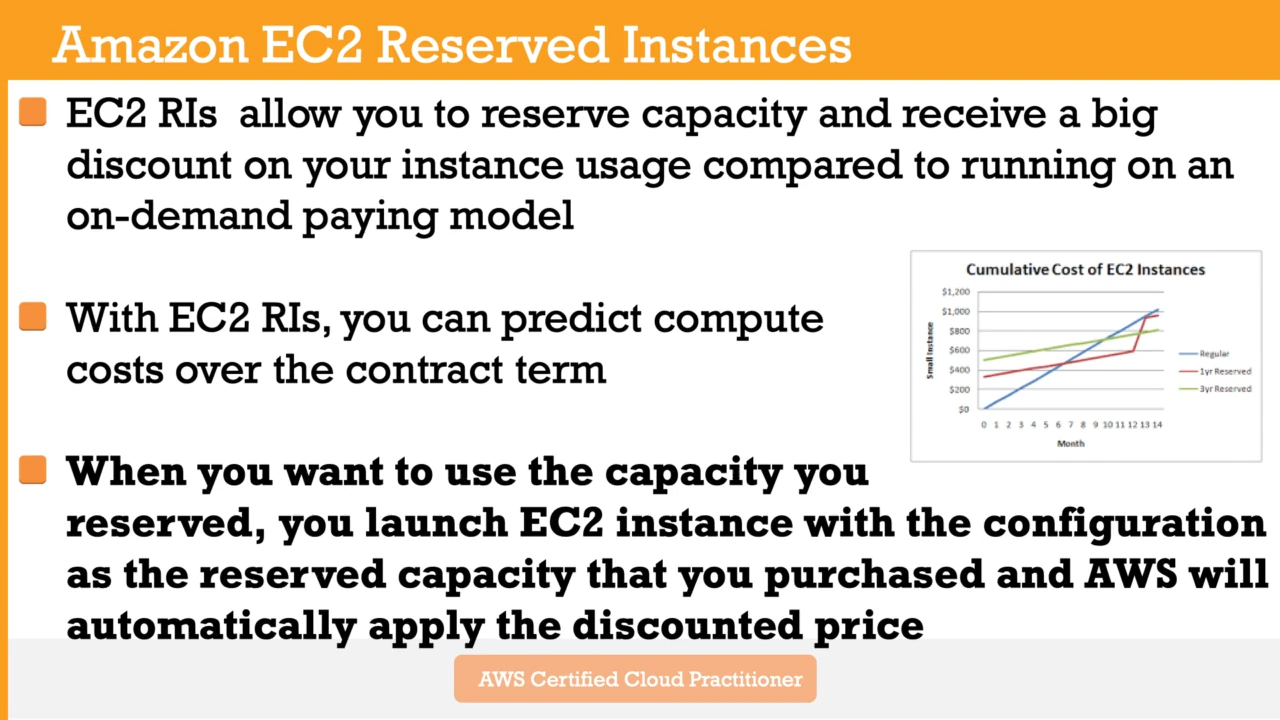 Amazon EC2 Reserved Instances
EC2 RIs allow you to reserve capacity and receive a big
discount on your instance usage compared to running on an
on-demand paying model
With EC2 RIs, you can predict compute
costs over the contract term
Cumulative Cost of EC2 Instances
$1,200
$1,000
$800
$600
$400
$200
$0
Small Instance
0 1 2 3 4 5 6 7 8 9 10 11 12 13 14
Month
Regular
1yr Reserved
3yr Reserved
When you want to use the capacity you
reserved, you launch EC2 instance with the configuration
as the reserved capacity that you purchased and AWS will
automatically apply the discounted price
AWS Certified Cloud Practitioner